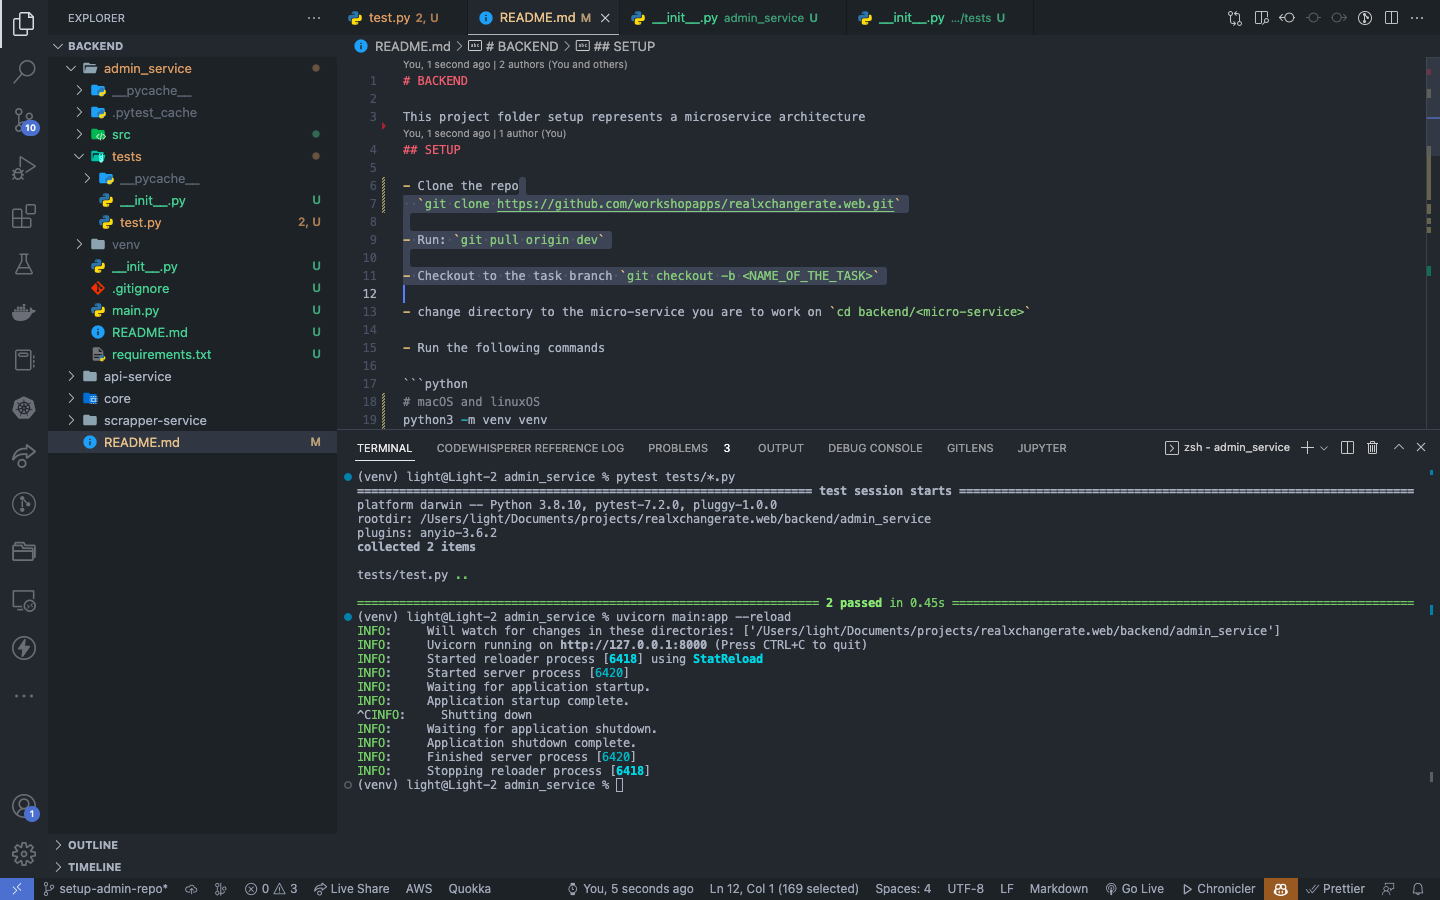 EXPLORER
BACKEND
admin_service
__pycache__
.pytest_cache
src
tests
__pycache__
__init__.py U
test.py 2, U
venv
__init__.py U
.gitignore U
main.py U
README.md U
requirements.txt U
api-service
core
scrapper-service
README.md M
OUTLINE
TIMELINE
10
1
test.py 2, U
README.md M
__init__.py admin_service U
__init__.py .../tests U
README.md > # BACKEND > ## SETUP
You, 1 second ago | 2 authors (You and others)
1 # BACKEND
2
3 This project folder setup represents a microservice architecture
You, 1 second ago | 1 author (You)
4 ## SETUP
5
6 - Clone the repo
7 `git clone https://github.com/workshopapps/realxchangerate.web.git`
8
9 - Run: `git pull origin dev`
10
11 - Checkout to the task branch `git checkout -b <NAME_OF_THE_TASK>`
12
13 - change directory to the micro-service you are to work on `cd backend/<micro-service>`
14
15 - Run the following commands
16
17 ```python
18 # macOS and linuxOS
19 python3 -m venv venv
TERMINAL CODEWHISPERER REFERENCE LOG PROBLEMS 3 OUTPUT DEBUG CONSOLE GITLENS JUPYTER
zsh - admin_service
(venv) light@Light-2 admin_service % pytest tests/*.py
================ test session starts ================
platform darwin -- Python 3.8.10, pytest-7.2.0, pluggy-1.0.0
rootdir: /Users/light/Documents/projects/realxchangerate.web/backend/admin_service
plugins: anyio-3.6.2
collected 2 items
tests/test.py ..
================ 2 passed in 0.45s ================
(venv) light@Light-2 admin_service % uvicorn main:app --reload
INFO: Will watch for changes in these directories: ['/Users/light/Documents/projects/realxchangerate.web/backend/admin_service']
INFO: Uvicorn running on http://127.0.0.1:8000 (Press CTRL+C to quit)
INFO: Started reloader process [6418] using StatReload
INFO: Started server process [6420]
INFO: Waiting for application startup.
INFO: Application startup complete.
^CINFO: Shutting down
INFO: Waiting for application shutdown.
INFO: Application shutdown complete.
INFO: Finished server process [6420]
INFO: Stopping reloader process [6418]
(venv) light@Light-2 admin_service %
setup-admin-repo* 0 3 Live Share AWS Quokka You, 5 seconds ago Ln 12, Col 1 (169 selected) Spaces: 4 UTF-8 LF Markdown Go Live Chronicler Prettier